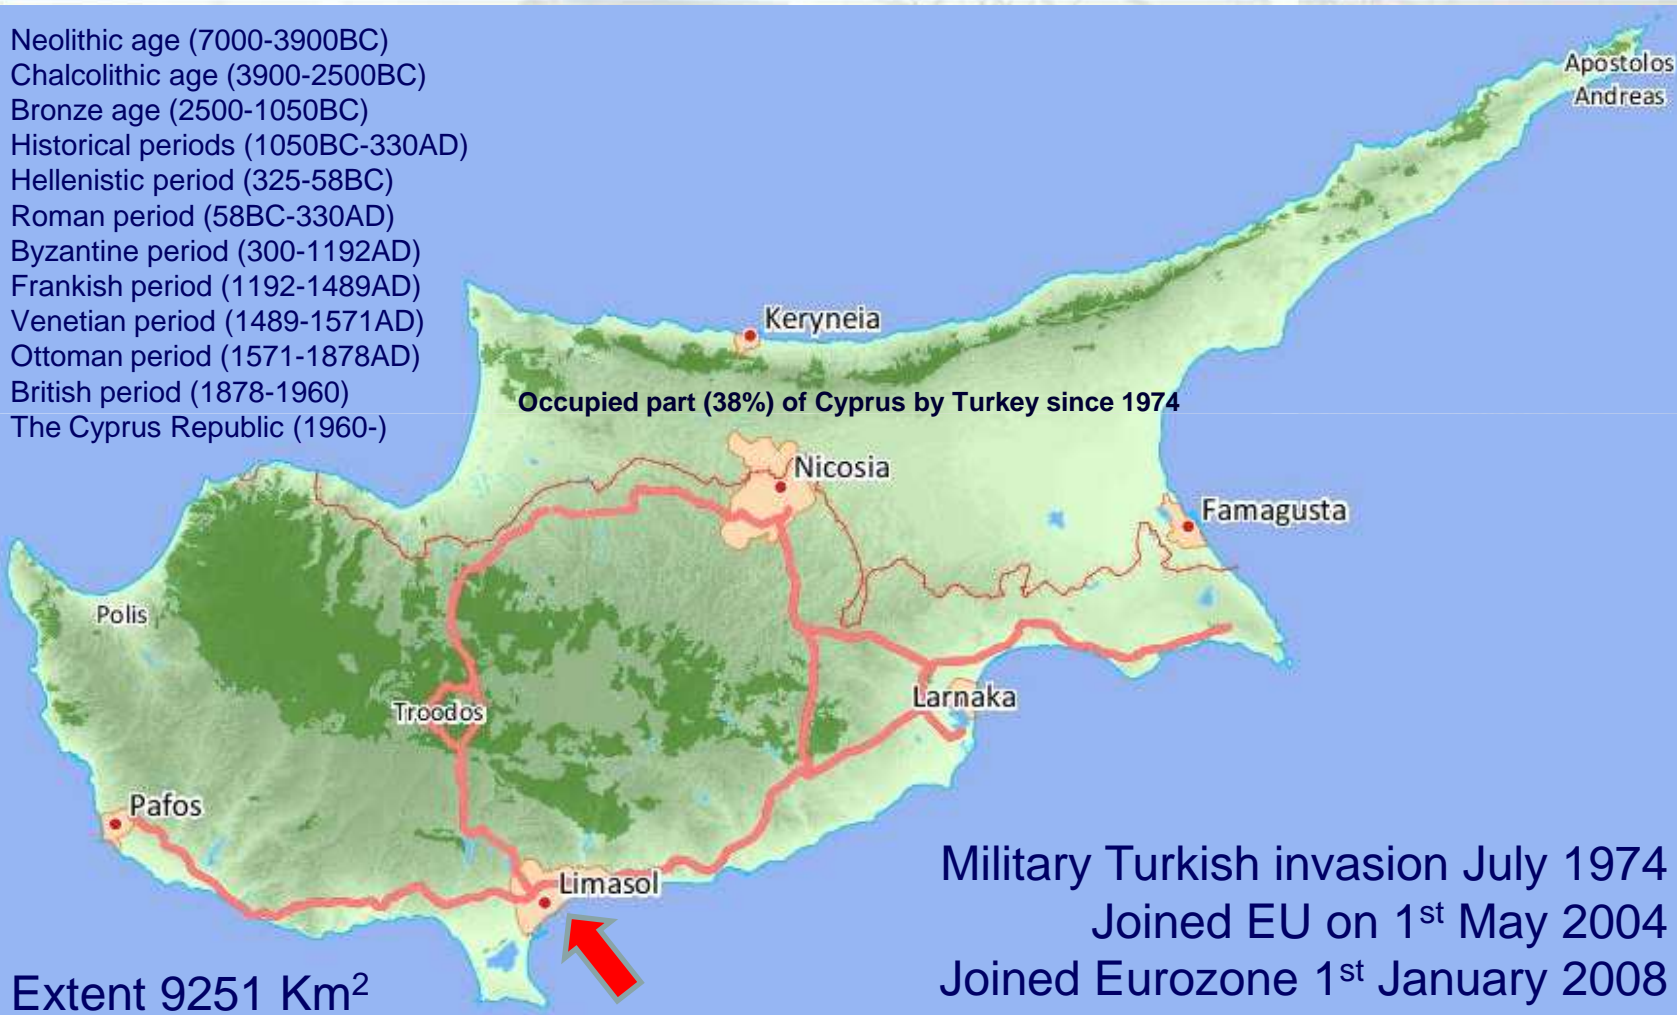 Neolithic age (7000-3900BC)
Chalcolithic age (3900-2500BC)
Bronze age (2500-1050BC)
Historical periods (1050BC-330AD)
Hellenistic period (325-58BC)
Roman period (58BC-330AD)
Byzantine period (300-1192AD)
Frankish period (1192-1489AD)
Venetian period (1489-1571AD)
Ottoman period (1571-1878AD)
British period (1878-1960)
The Cyprus Republic (1960-)
Apostolos
Andreas
Keryneia
Occupied part (38%) of Cyprus by Turkey since 1974
Nicosia
Famagusta
Polis
Larnaka
Troodos
Pafos
Limasol
Military Turkish invasion July 1974
Joined EU on 1st May 2004
Joined Eurozone 1st January 2008
Extent 9251 Km2